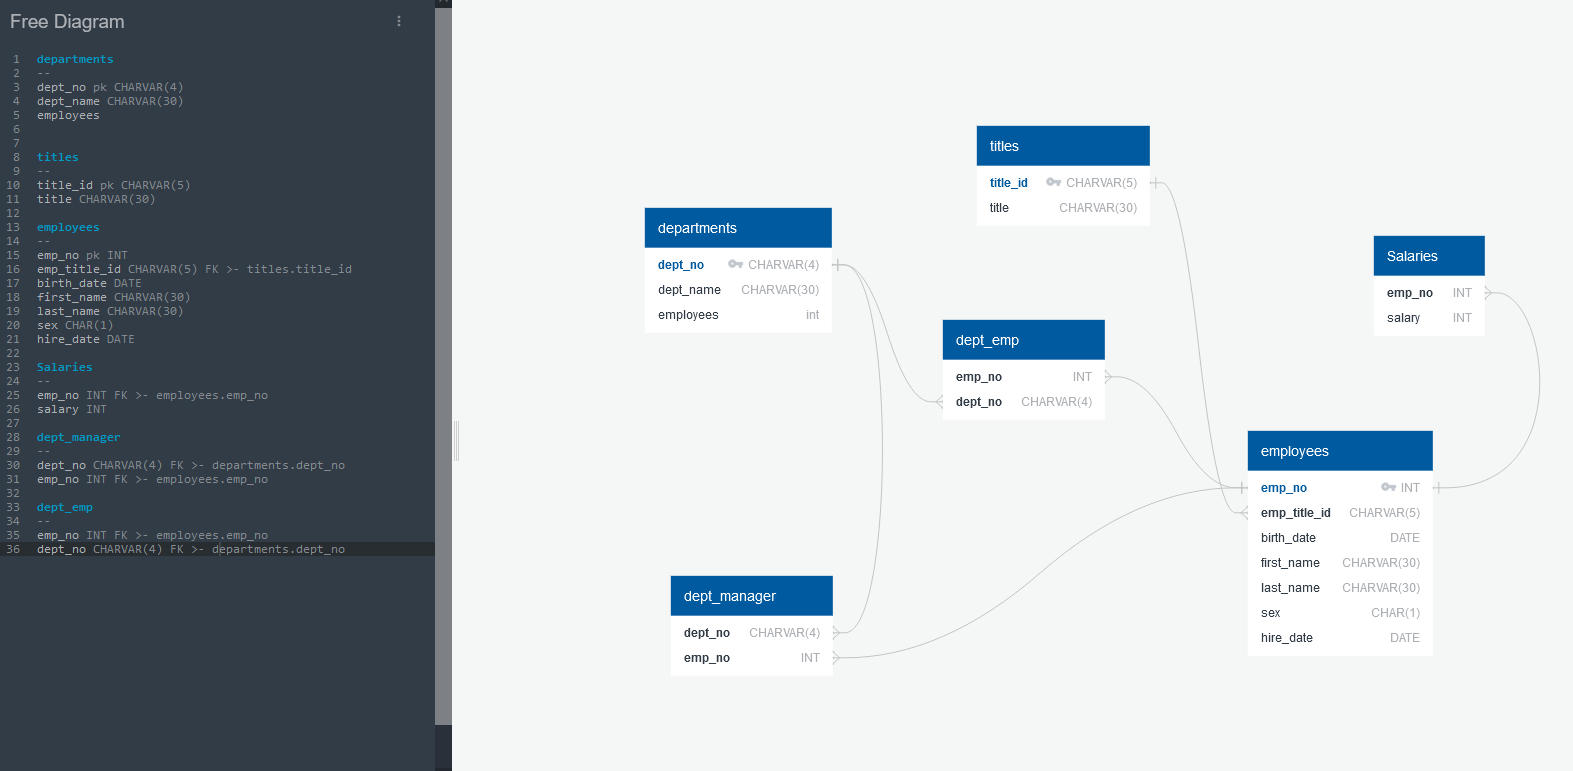 Free Diagram
1 departments
2 --
3 dept_no pk CHARVAR(4)
4 dept_name CHARVAR(30)
5 employees
6
7
8 titles
9 --
10 title_id pk CHARVAR(5)
11 title CHARVAR(30)
12
13 employees
14 --
15 emp_no pk INT
16 emp_title_id CHARVAR(5) FK >- titles.title_id
17 birth_date DATE
18 first_name CHARVAR(30)
19 last_name CHARVAR(30)
20 sex CHAR(1)
21 hire_date DATE
22
23 Salaries
24 --
25 emp_no INT FK >- employees.emp_no
26 salary INT
27
28 dept_manager
29 --
30 dept_no CHARVAR(4) FK >- departments.dept_no
31 emp_no INT FK >- employees.emp_no
32
33 dept_emp
34 --
35 emp_no INT FK >- employees.emp_no
36 dept_no CHARVAR(4) FK >- departments.dept_no
titles
title_id CHARVAR(5)
title CHARVAR(30)
departments
dept_no CHARVAR(4)
dept_name CHARVAR(30)
employees int
Salaries
emp_no INT
salary INT
dept_emp
emp_no INT
dept_no CHARVAR(4)
employees
emp_no INT
emp_title_id CHARVAR(5)
birth_date DATE
first_name CHARVAR(30)
last_name CHARVAR(30)
sex CHAR(1)
hire_date DATE
dept_manager
dept_no CHARVAR(4)
emp_no INT